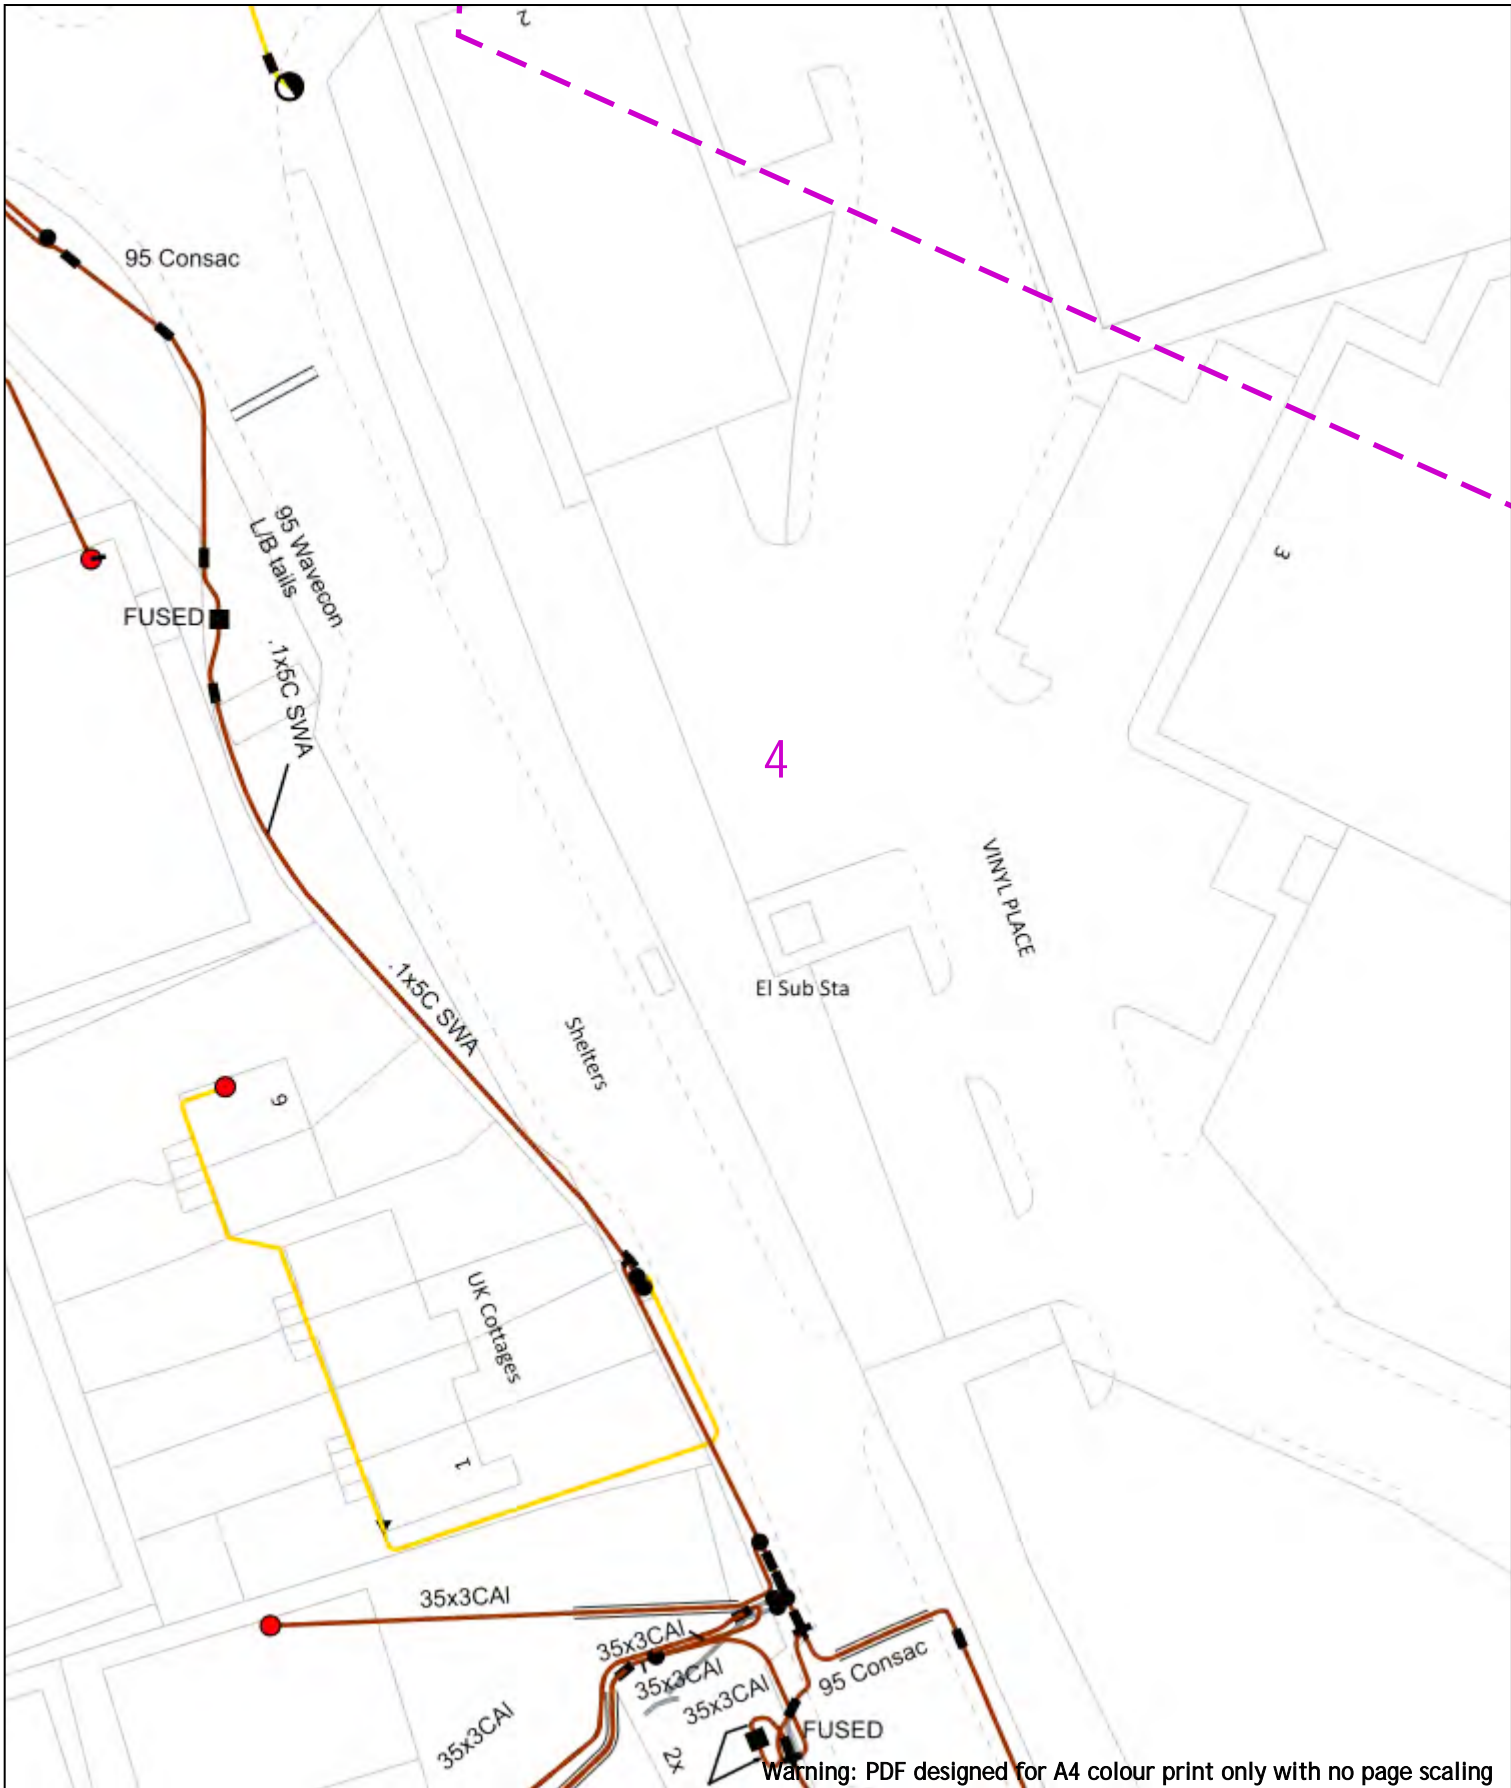 2
95 Consac
95 Wavecon
L/B tails
3
FUSED
.1x5C SWA
4
VINYL PLACE
.1x5C SWA
El Sub Sta
Shelters
9
UK Cottages
1
35x3CAl
35x3CAl
35x3CAl
95 Consac
35x3CAl
35x3CAl
FUSED
2x
Warning: PDF designed for A4 colour print only with no page scaling